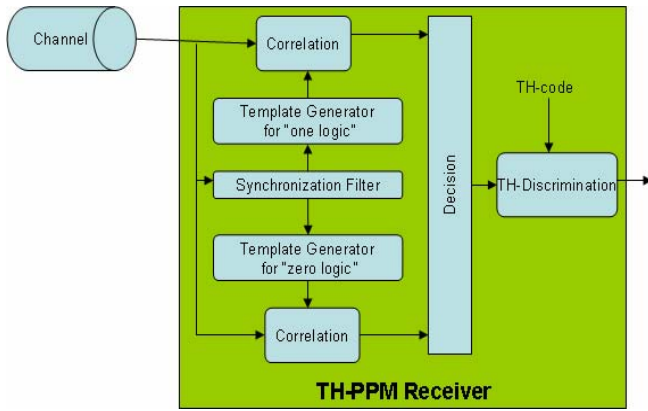 Channel
Correlation
Template Generator
for "one logic"
Synchronization Filter
Template Generator
for "zero logic"
Correlation
Decision
TH-code
TH-Discrimination
TH-PPM Receiver